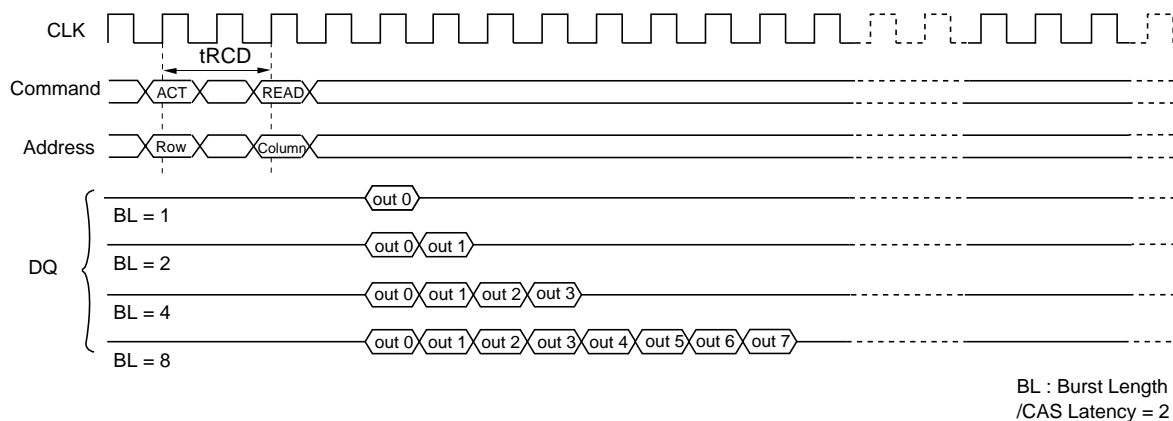 CLK
tRCD
Command ACT READ
Address Row Column
DQ
BL = 1 out 0
BL = 2 out 0 out 1
BL = 4 out 0 out 1 out 2 out 3
BL = 8 out 0 out 1 out 2 out 3 out 4 out 5 out 6 out 7
BL : Burst Length
/CAS Latency = 2